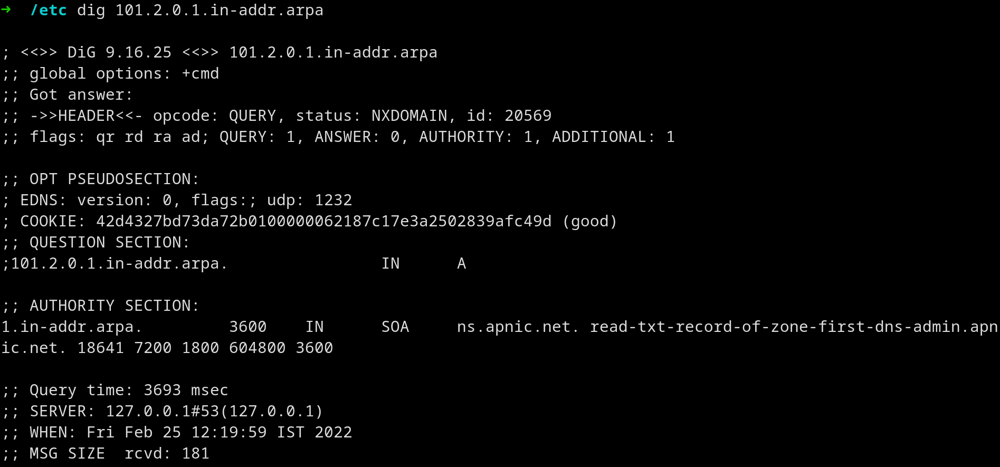 ➜  /etc dig 101.2.0.1.in-addr.arpa

; <<>> DiG 9.16.25 <<>> 101.2.0.1.in-addr.arpa
;; global options: +cmd
;; Got answer:
;; ->>HEADER<<- opcode: QUERY, status: NXDOMAIN, id: 20569
;; flags: qr rd ra ad; QUERY: 1, ANSWER: 0, AUTHORITY: 1, ADDITIONAL: 1

;; OPT PSEUDOSECTION:
; EDNS: version: 0, flags:; udp: 1232
; COOKIE: 42d4327bd73da72b0100000062187c17e3a2502839afc49d (good)
;; QUESTION SECTION:
;101.2.0.1.in-addr.arpa.		IN	A

;; AUTHORITY SECTION:
1.in-addr.arpa.		3600	IN	SOA	ns.apnic.net. read-txt-record-of-zone-first-dns-admin.apn
ic.net. 18641 7200 1800 604800 3600

;; Query time: 3693 msec
;; SERVER: 127.0.0.1#53(127.0.0.1)
;; WHEN: Fri Feb 25 12:19:59 IST 2022
;; MSG SIZE  rcvd: 181